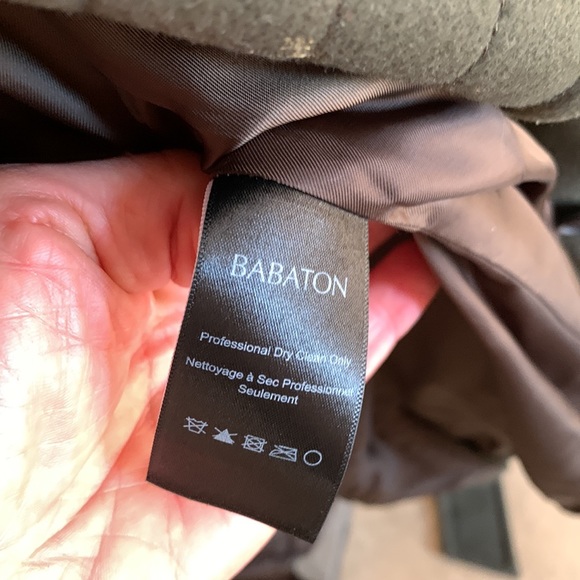 BABATON
Professional Dry Clean Only
Nettoyage à Sec Professionnel
Seulement